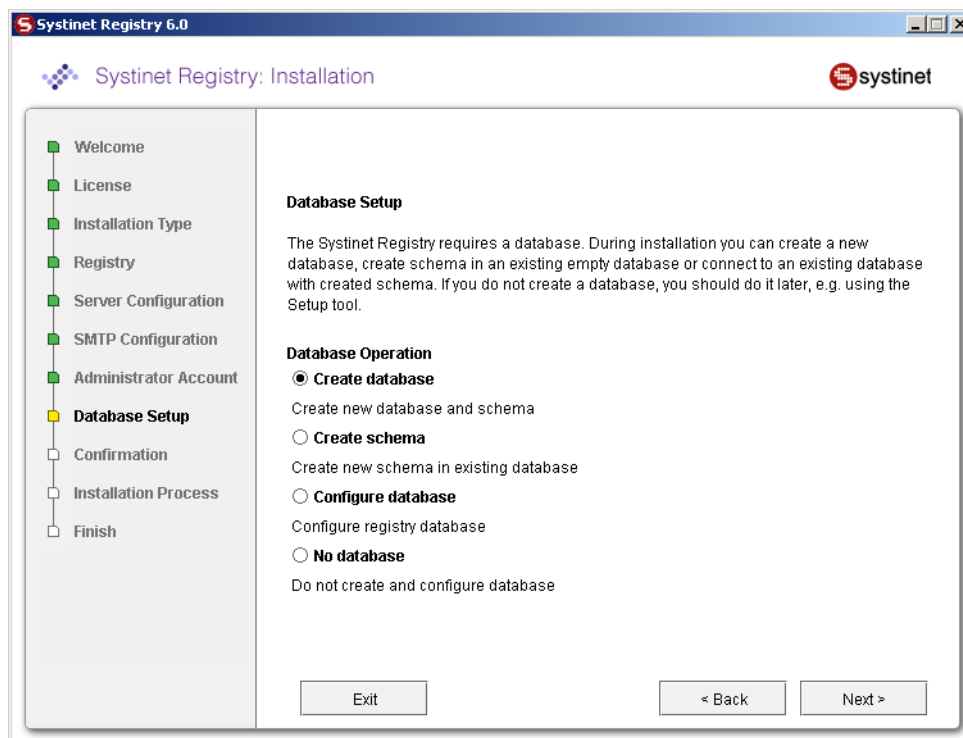 Systinet Registry 6.0
Systinet Registry: Installation
systinet
Welcome
License
Installation Type
Registry
Server Configuration
SMTP Configuration
Administrator Account
Database Setup
Confirmation
Installation Process
Finish
Database Setup
The Systinet Registry requires a database. During installation you can create a new
database, create schema in an existing empty database or connect to an existing database
with created schema. If you do not create a database, you should do it later, e.g. using the
Setup tool.
Database Operation
Create database
Create new database and schema
Create schema
Create new schema in existing database
Configure database
Configure registry database
No database
Do not create and configure database
Exit
< Back
Next >